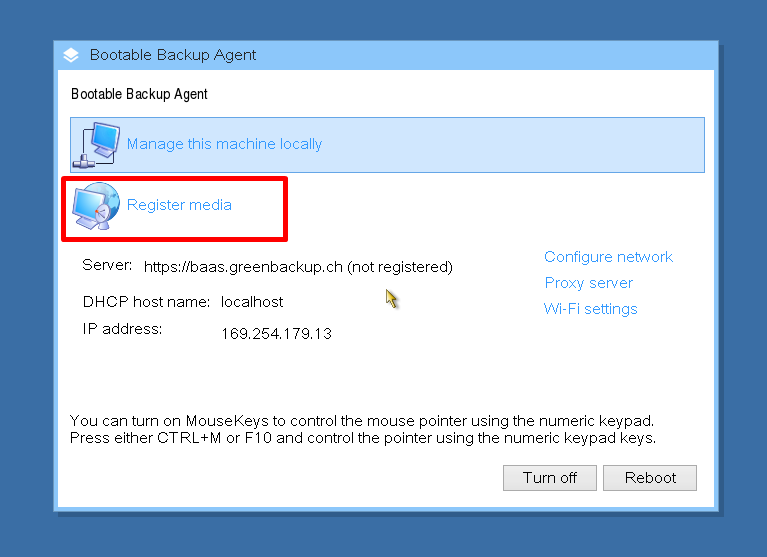 Bootable Backup Agent
Bootable Backup Agent
Manage this machine locally
Register media
Server: https://baas.greenbackup.ch (not registered)
DHCP host name: localhost
IP address: 169.254.179.13
Configure network
Proxy server
Wi-Fi settings
You can turn on MouseKeys to control the mouse pointer using the numeric keypad.
Press either CTRL+M or F10 and control the pointer using the numeric keypad keys.
Turn off
Reboot